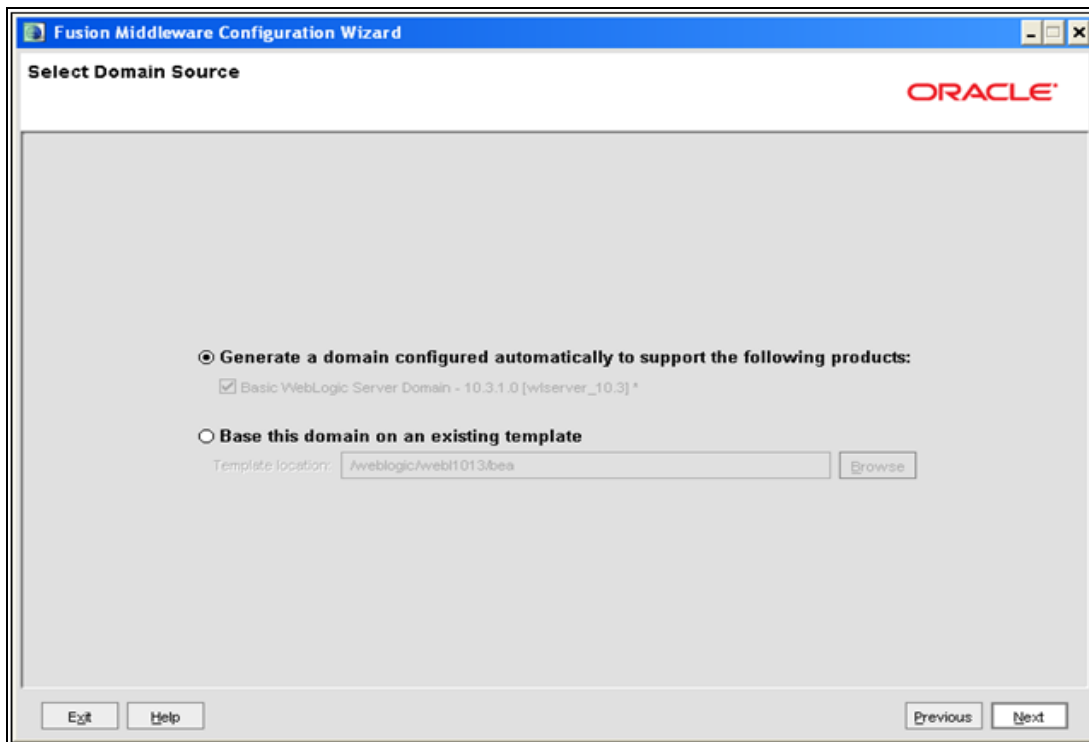 Fusion Middleware Configuration Wizard
Select Domain Source
ORACLE
Generate a domain configured automatically to support the following products:
Basic WebLogic Server Domain - 10.3.1.0 [wlserver_10.3] *
Base this domain on an existing template
Template location: /weblogic/webl1013/bea Browse
Exit Help Previous Next